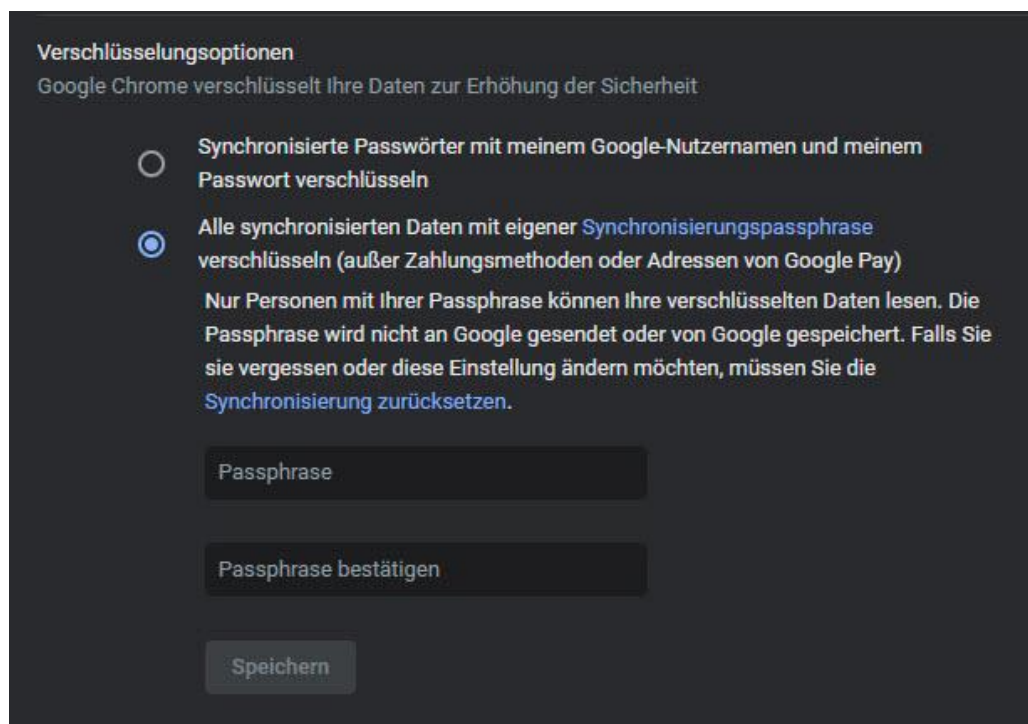 Verschlüsselungsoptionen
Google Chrome verschlüsselt Ihre Daten zur Erhöhung der Sicherheit
Synchronisierte Passwörter mit meinem Google-Nutzernamen und meinem
Passwort verschlüsseln
Alle synchronisierten Daten mit eigener Synchronisierungspassphrase
verschlüsseln (außer Zahlungsmethoden oder Adressen von Google Pay)
Nur Personen mit Ihrer Passphrase können Ihre verschlüsselten Daten lesen. Die
Passphrase wird nicht an Google gesendet oder von Google gespeichert. Falls Sie
sie vergessen oder diese Einstellung ändern möchten, müssen Sie die
Synchronisierung zurücksetzen.
Passphrase
Passphrase bestätigen
Speichern